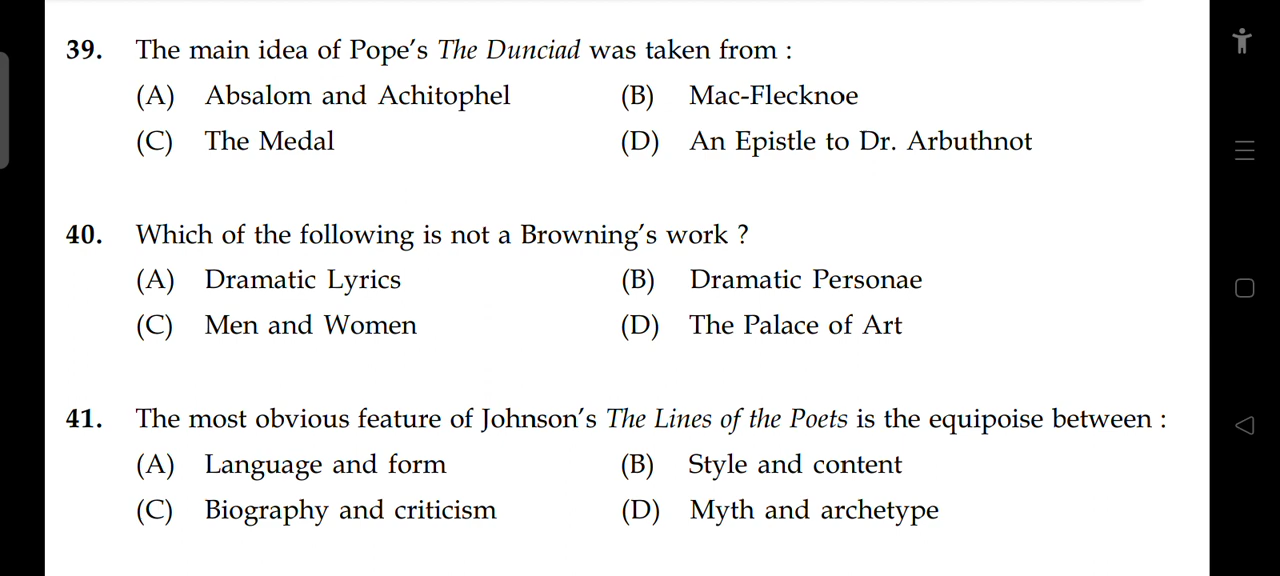 39. The main idea of Pope's The Dunciad was taken from :
(A) Absalom and Achitophel (B) Mac-Flecknoe
(C) The Medal (D) An Epistle to Dr. Arbuthnot
40. Which of the following is not a Browning's work ?
(A) Dramatic Lyrics (B) Dramatic Personae
(C) Men and Women (D) The Palace of Art
41. The most obvious feature of Johnson's The Lines of the Poets is the equipoise between :
(A) Language and form (B) Style and content
(C) Biography and criticism (D) Myth and archetype